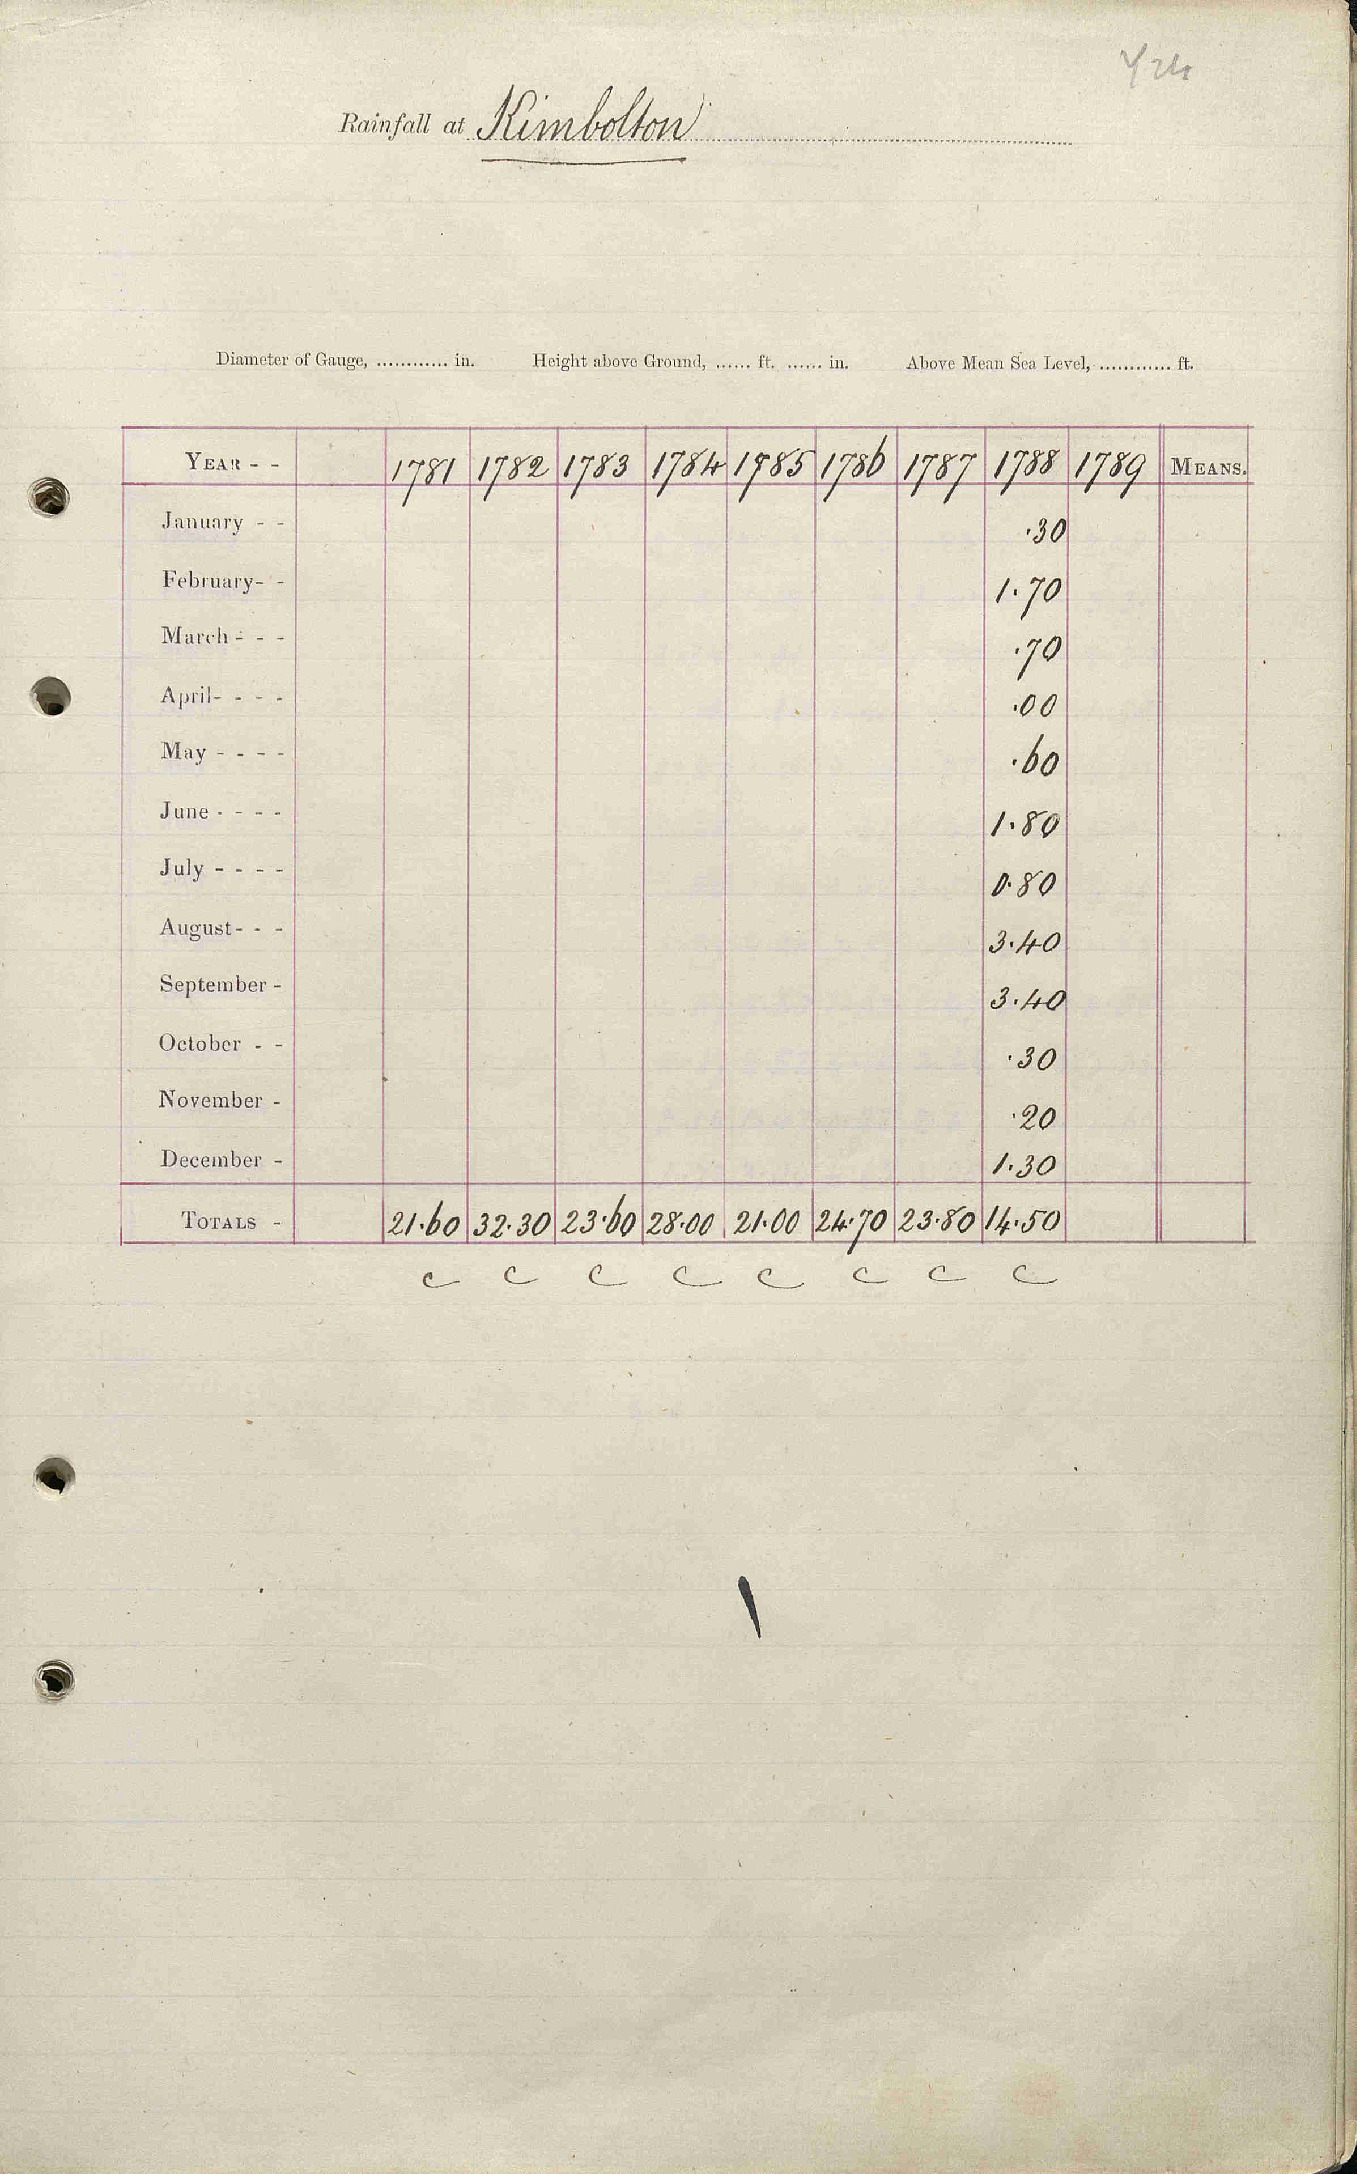 Rainfall at Kimbolton
Diameter of Gauge, ............ in. Height above Ground, ...... ft. ...... in. Above Mean Sea Level, ............ ft.
YEAR - - 1781 1782 1783 1784 1785 1786 1787 1788 1789 MEANS.
January - - .30
February- - 1.70
March - - - .70
April- - - - .00
May - - - - .60
June - - - - 1.80
July - - - - 0.80
August- - - 3.40
September - 3.40
October - - .30
November - .20
December - 1.30
TOTALS - 21.60 32.30 23.60 28.00 21.00 24.70 23.80 14.50
c c c c c c c c